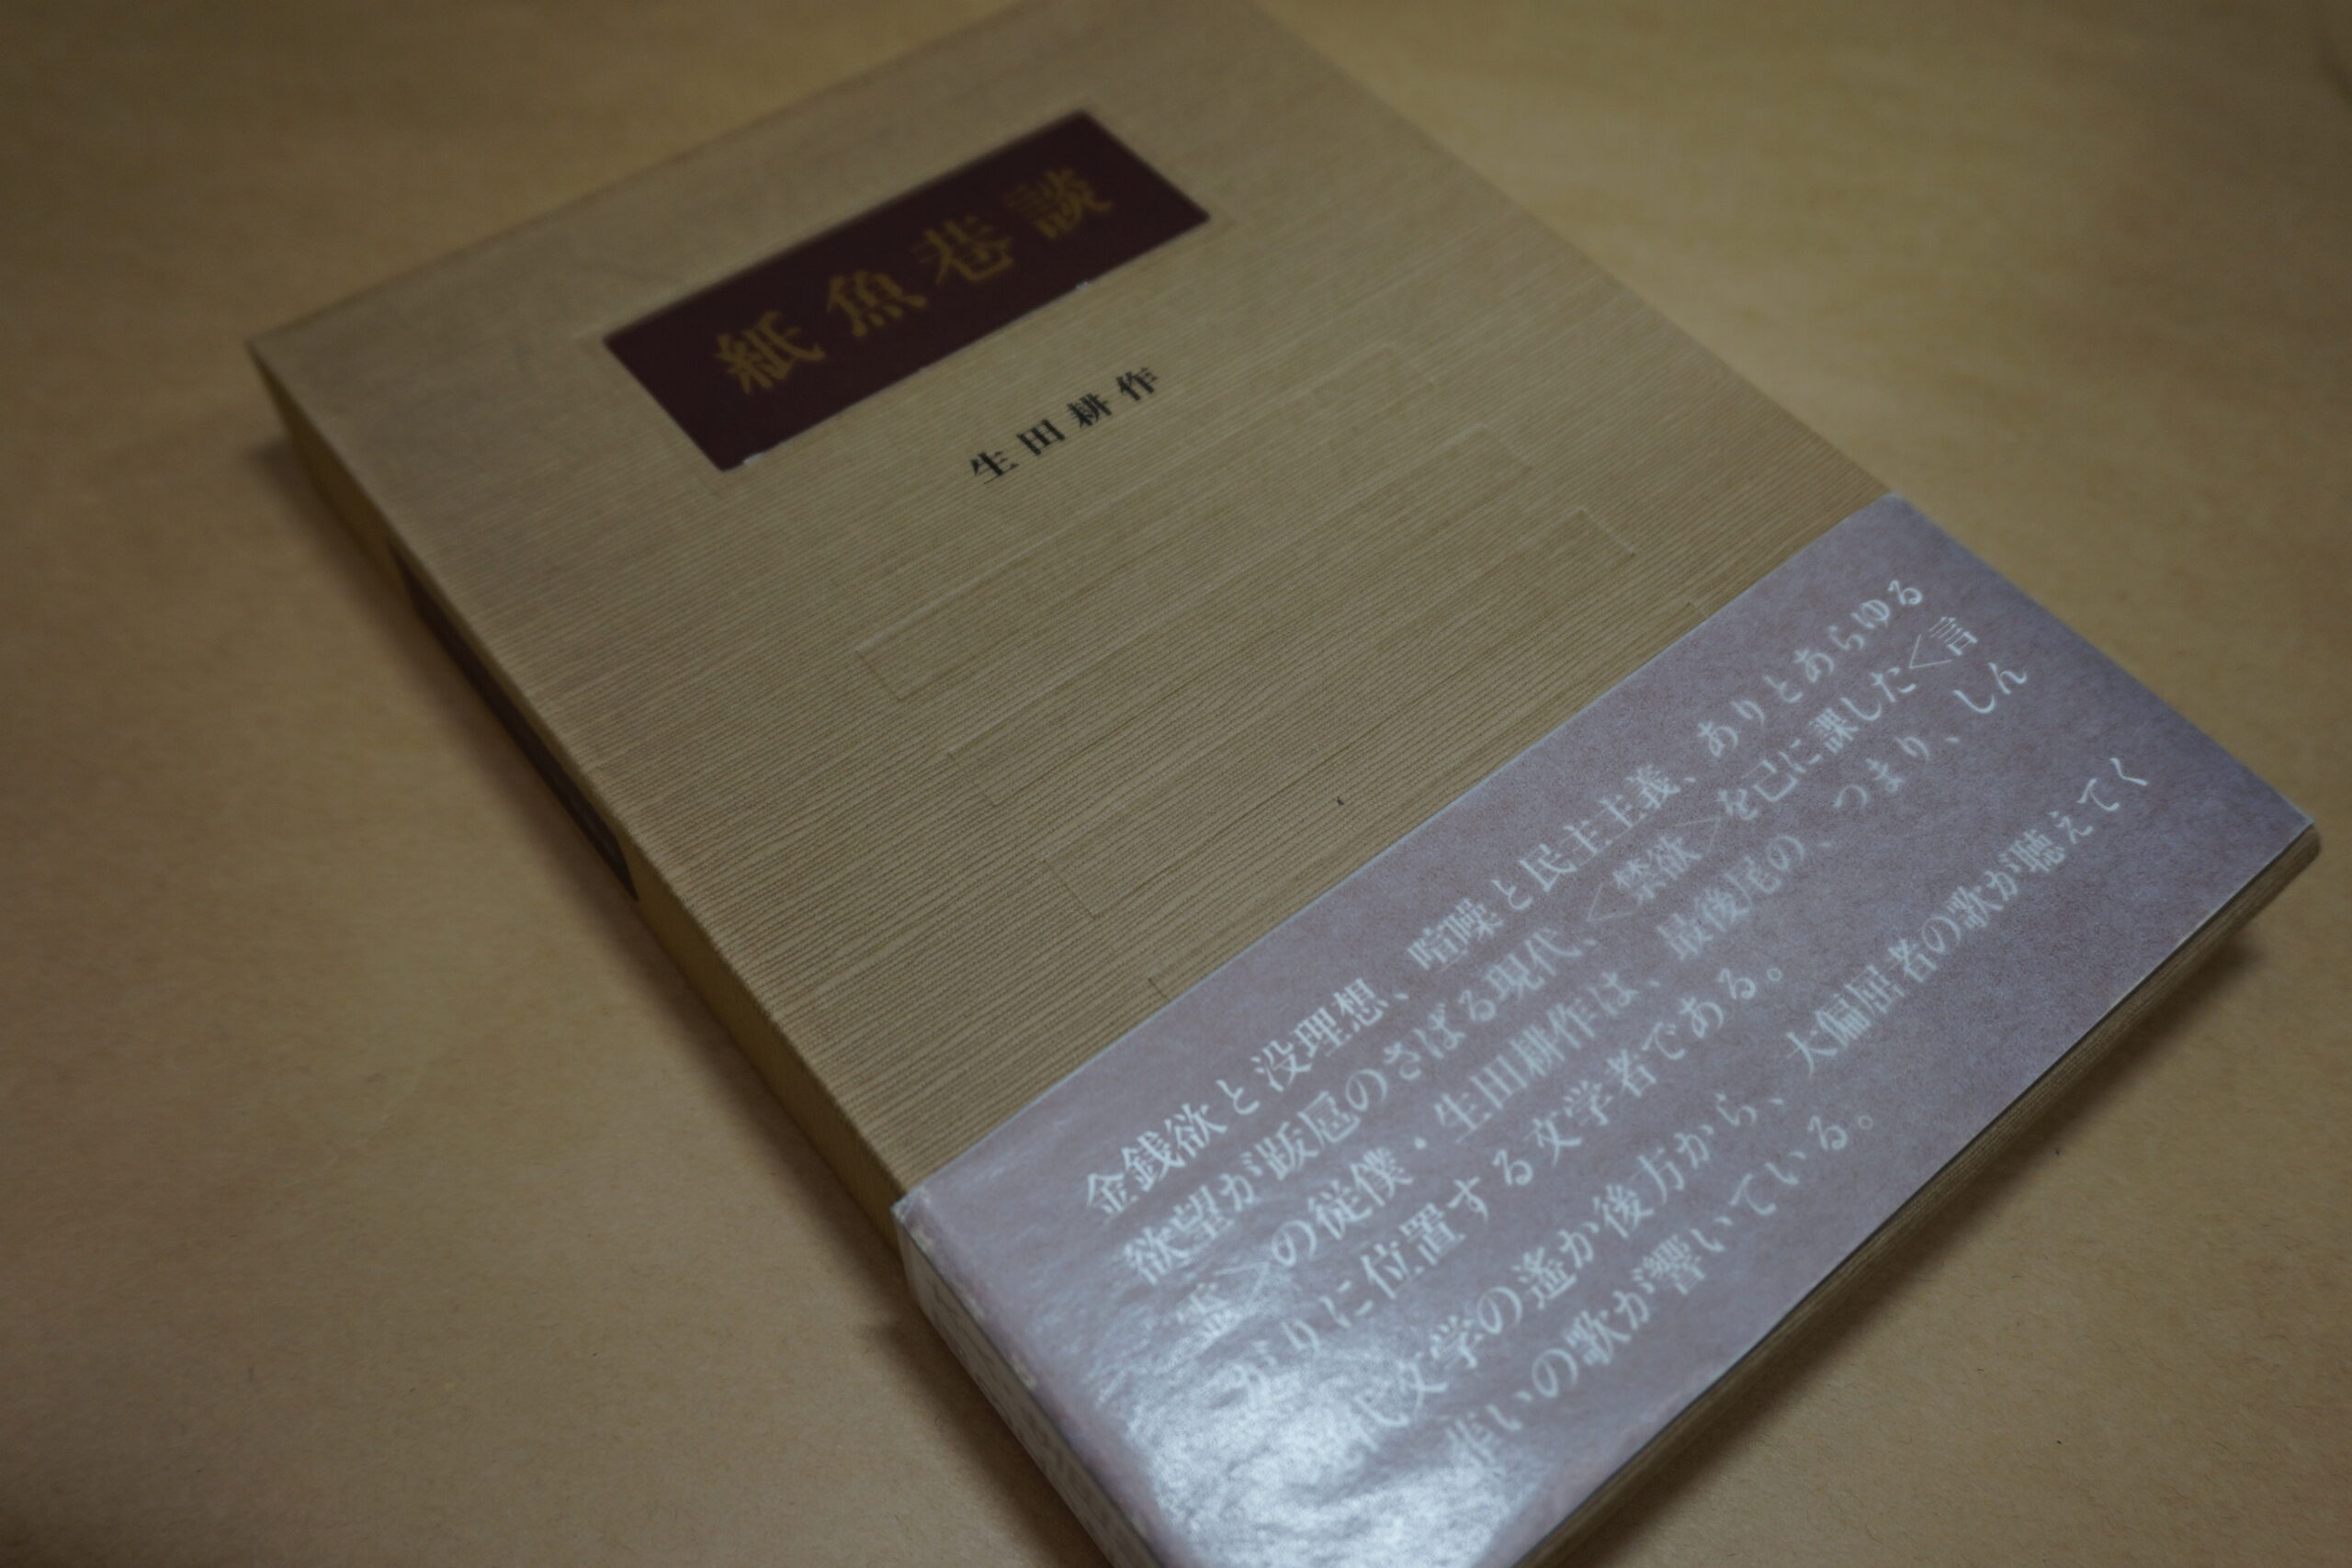 紙魚巷談
生田耕作
金銭欲と没理想、喧噪と民主主義、ありとあらゆる
欲望が跋扈のさばる現代、＜禁欲＞を己に課した＜言
霊＞の従僕・生田耕作は、最後尾の、つまり、しん
がりに位置する文学者である。
代文学の遙か後方から、大偏屈者の歌が聴えてく
いの歌が響いている。